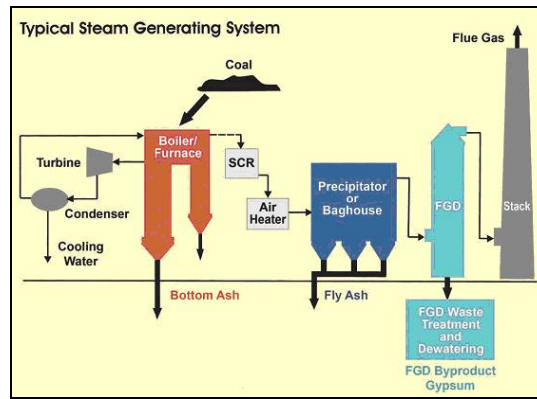 Typical Steam Generating System
Flue Gas
Coal
Boiler/
Furnace
Turbine
SCR
Condenser
Air
Heater
Precipitator
or
Baghouse
FGD
Stack
Cooling
Water
Bottom Ash
Fly Ash
FGD Waste
Treatment
and
Dewatering
FGD Byproduct
Gypsum